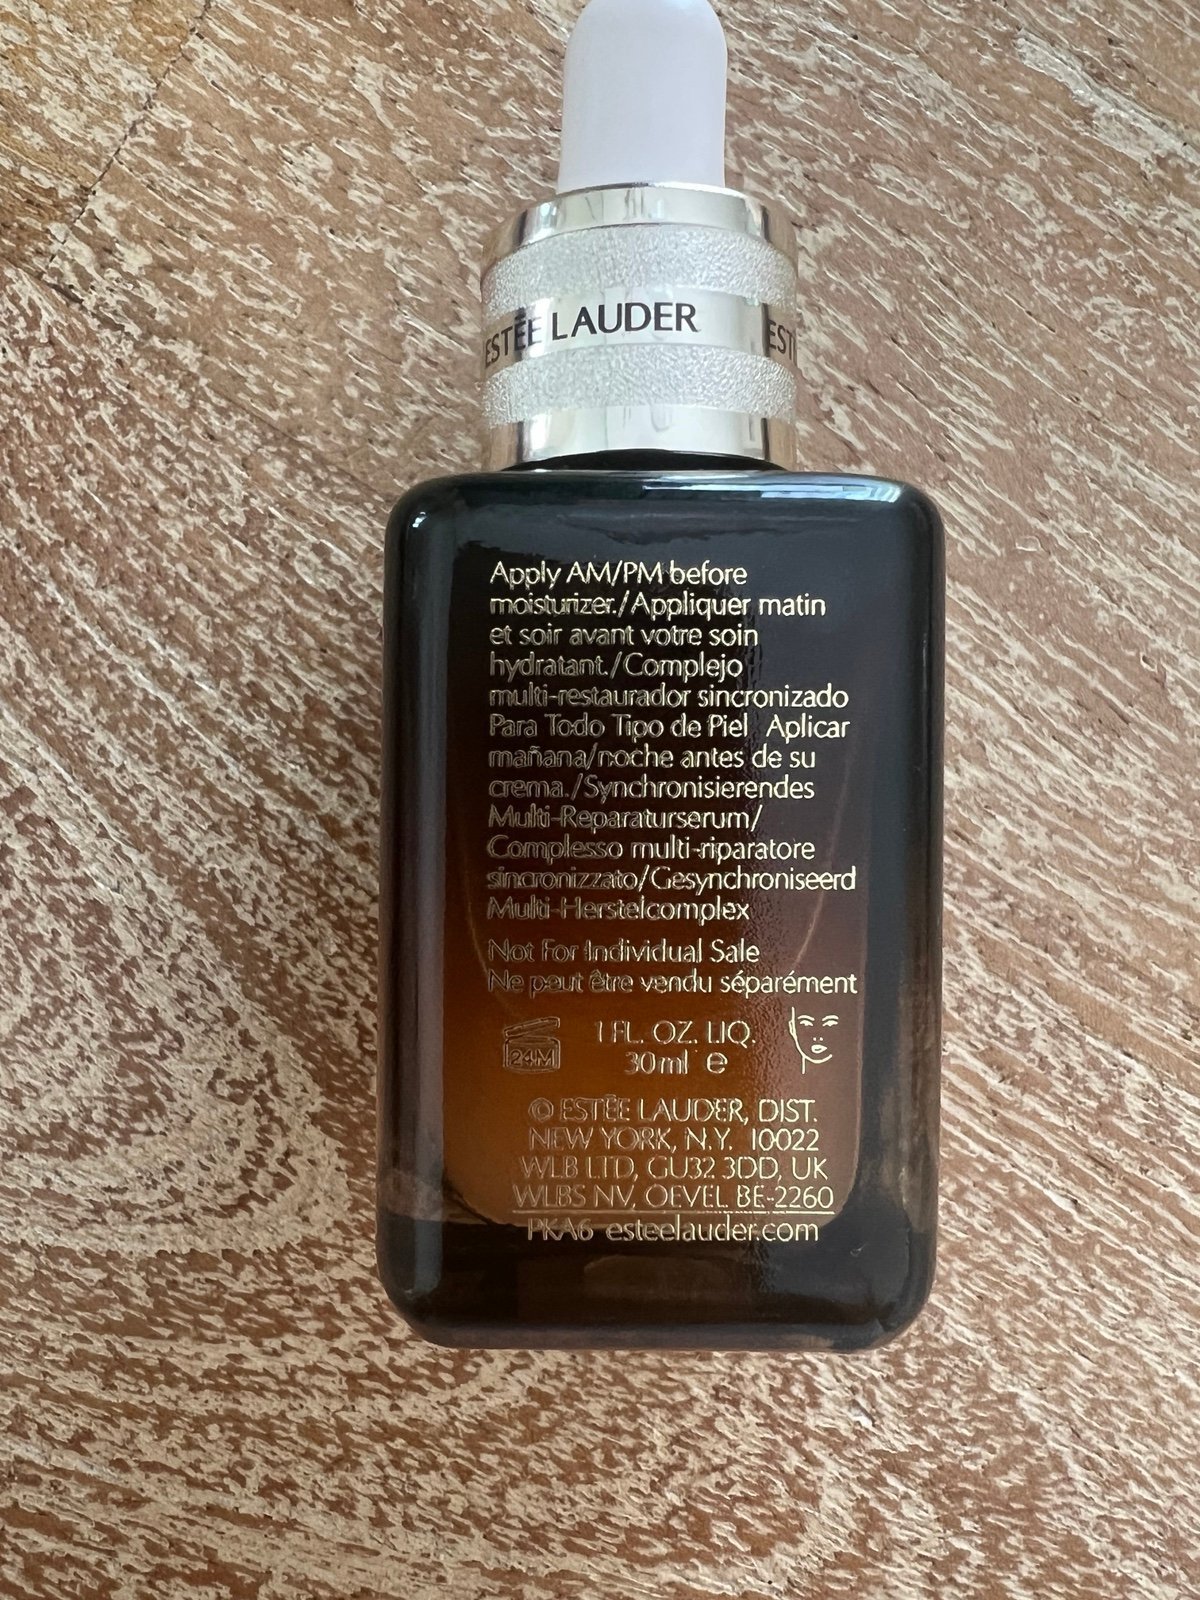 ESTĒE LAUDER
EST
Apply AM/PM before
moisturizer./Appliquer matin
et soir avant votre soin
hydratant./Complejo
multi-restaurador sincronizado
Para Todo Tipo de Piel Aplicar
mañana/noche antes de su
crema./Synchronisierendes
Multi-Reparaturserum/
Complesso multi-riparatore
sincronizzato/Gesynchroniseerd
Multi-Herstelcomplex
Not For Individual Sale
Ne peut être vendu séparément
24M
1 FL. OZ. LIQ.
30ml e
© ESTĒE LAUDER, DIST.
NEW YORK, N.Y. 10022
WLB LTD, GU32 3DD, UK
WLBS NV, OEVEL BE-2260
PKA6 esteelauder.com